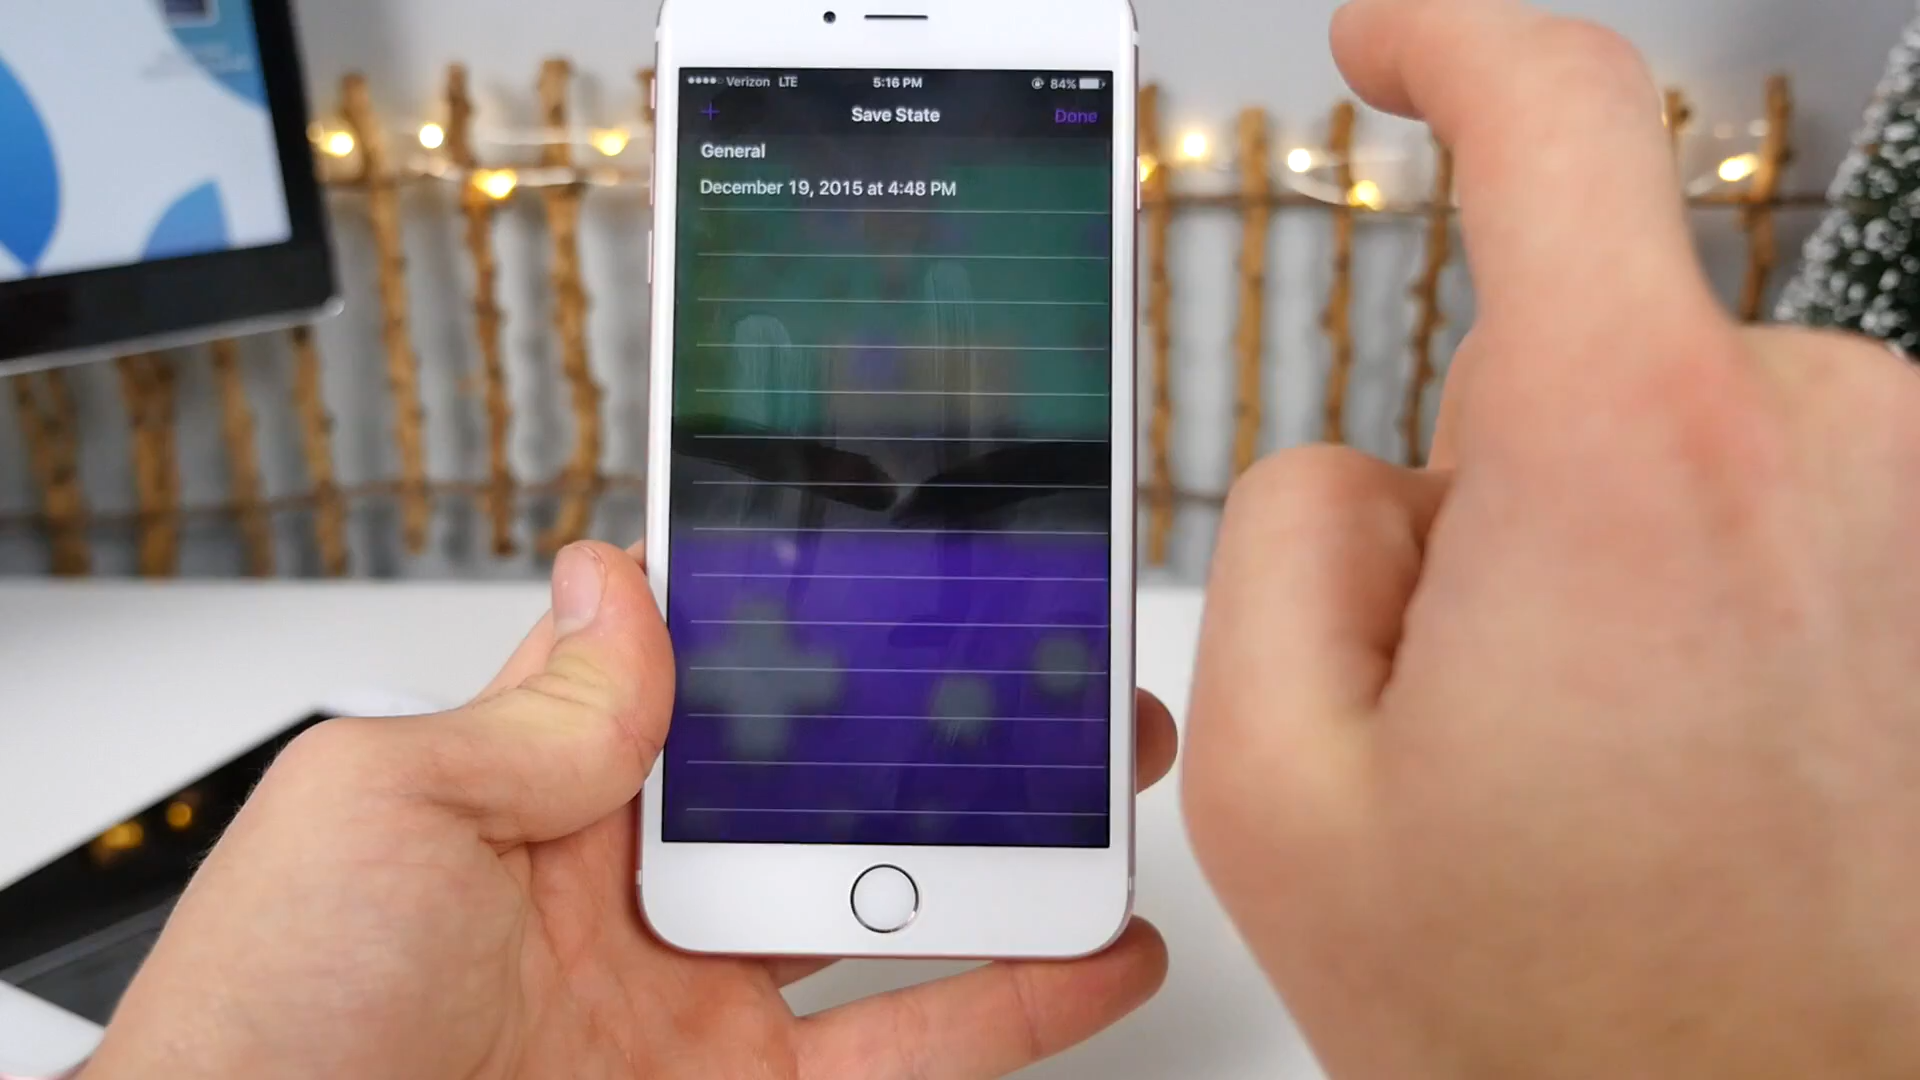 Verizon LTE 5:16 PM 84%
+ Save State Done
General
December 19, 2015 at 4:48 PM